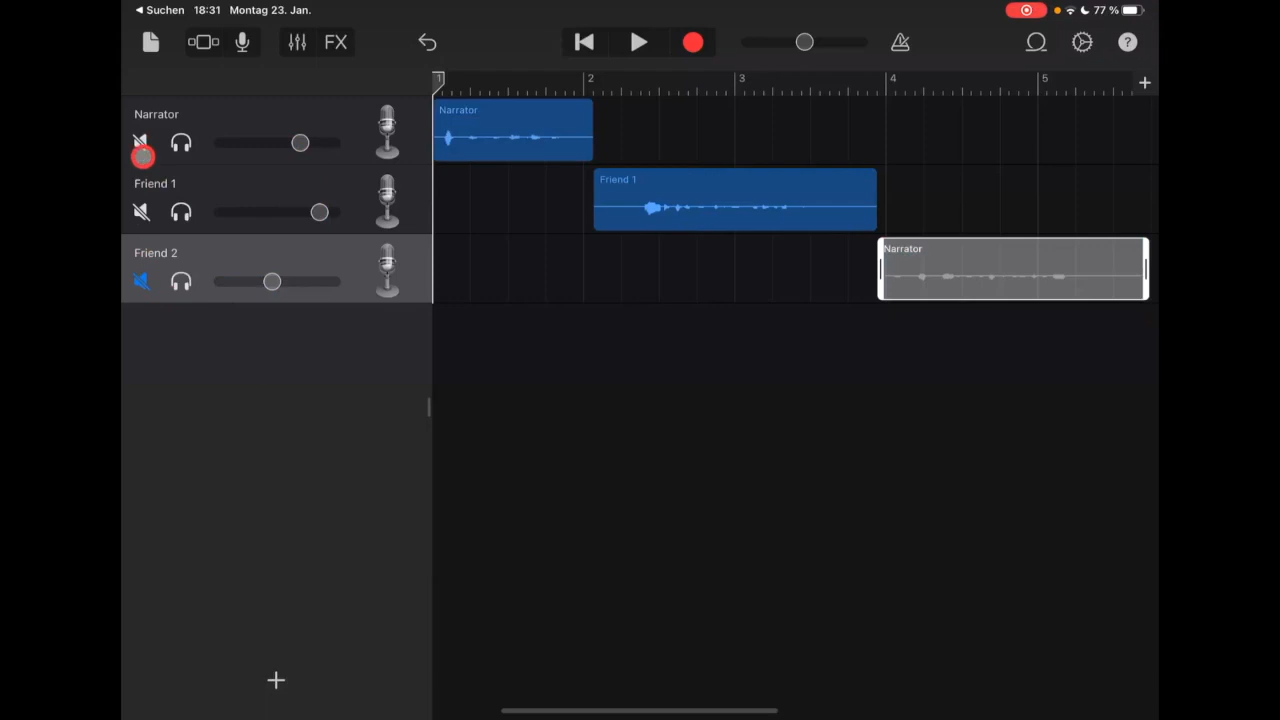 ◀ Suchen 18:31 Montag 23. Jan. 77 %
FX ?
1 2 3 4 5 +
Narrator
Narrator
Friend 1
Friend 1
Friend 2
Narrator
+